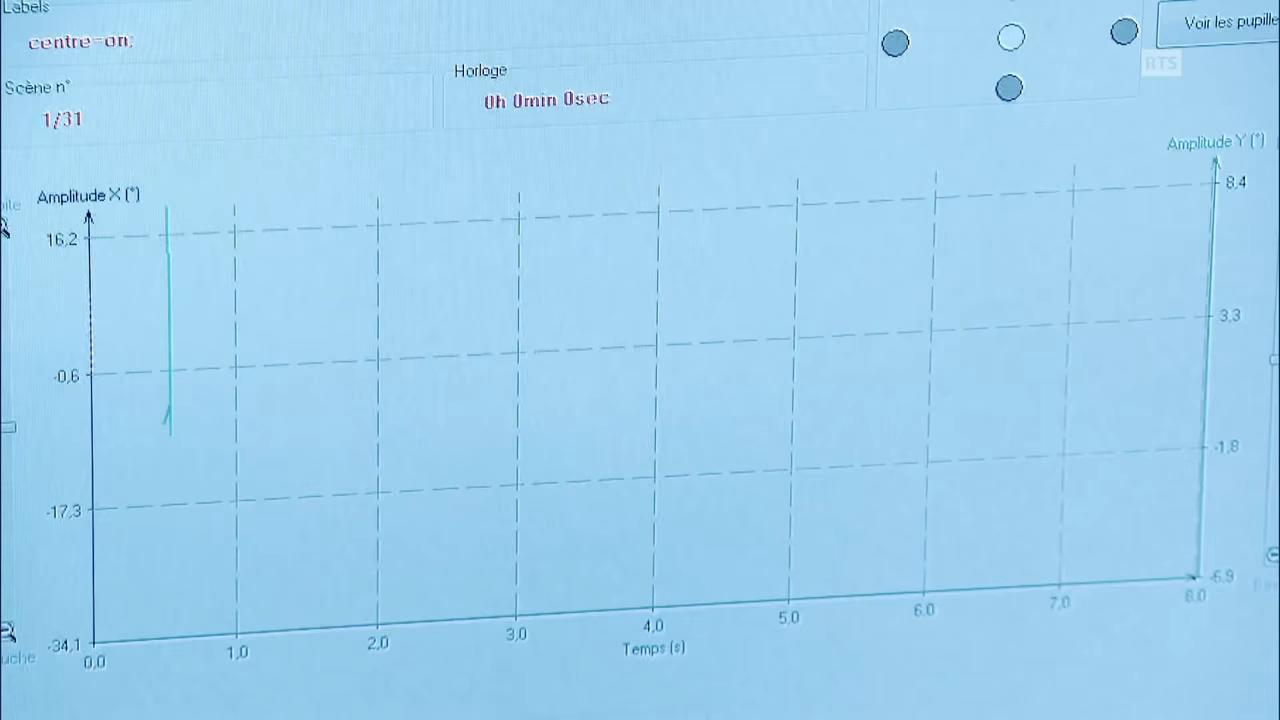 Labels
centre=on;
Voir les pupille
RTS
Scène n°
1/31
Horloge
0h 0min 0sec
Amplitude X (°)
Amplitude Y (°)
16,2
-0,6
-17,3
-34,1
8,4
3,3
-1,8
-6,9
0,0
1,0
2,0
3,0
4,0
5,0
6,0
7,0
8,0
Temps (s)
uche